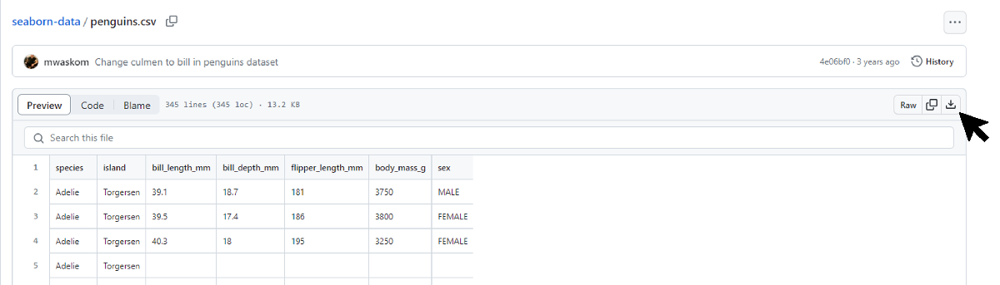 seaborn-data / penguins.csv
mwaskom Change culmen to bill in penguins dataset 4e06bf0 · 3 years ago History
Preview Code Blame 345 lines (345 loc) · 13.2 KB Raw
Search this file
1 species island bill_length_mm bill_depth_mm flipper_length_mm body_mass_g sex
2 Adelie Torgersen 39.1 18.7 181 3750 MALE
3 Adelie Torgersen 39.5 17.4 186 3800 FEMALE
4 Adelie Torgersen 40.3 18 195 3250 FEMALE
5 Adelie Torgersen